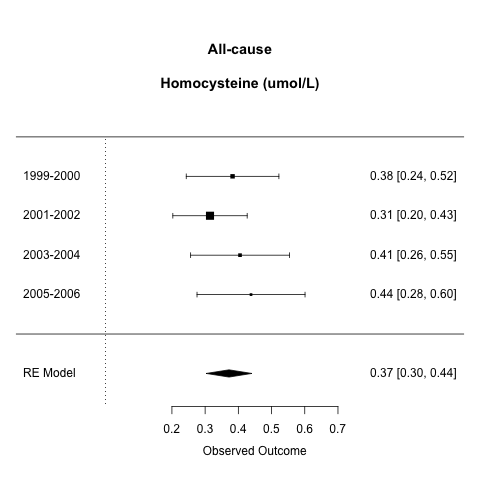 All-cause
Homocysteine (umol/L)
1999-2000 0.38 [0.24, 0.52]
2001-2002 0.31 [0.20, 0.43]
2003-2004 0.41 [0.26, 0.55]
2005-2006 0.44 [0.28, 0.60]
RE Model 0.37 [0.30, 0.44]
0.2 0.3 0.4 0.5 0.6 0.7
Observed Outcome